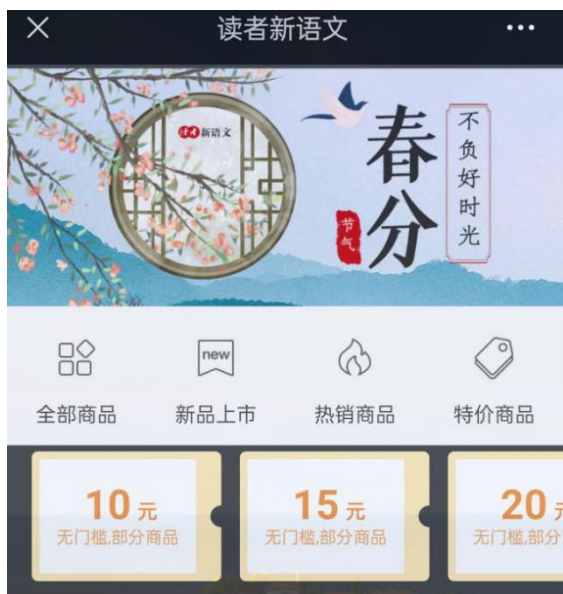 读者新语文
读者新语文
春分
节气
不负好时光
new
全部商品
新品上市
热销商品
特价商品
10元
无门槛,部分商品
15元
无门槛,部分商品
20元
无门槛,部分